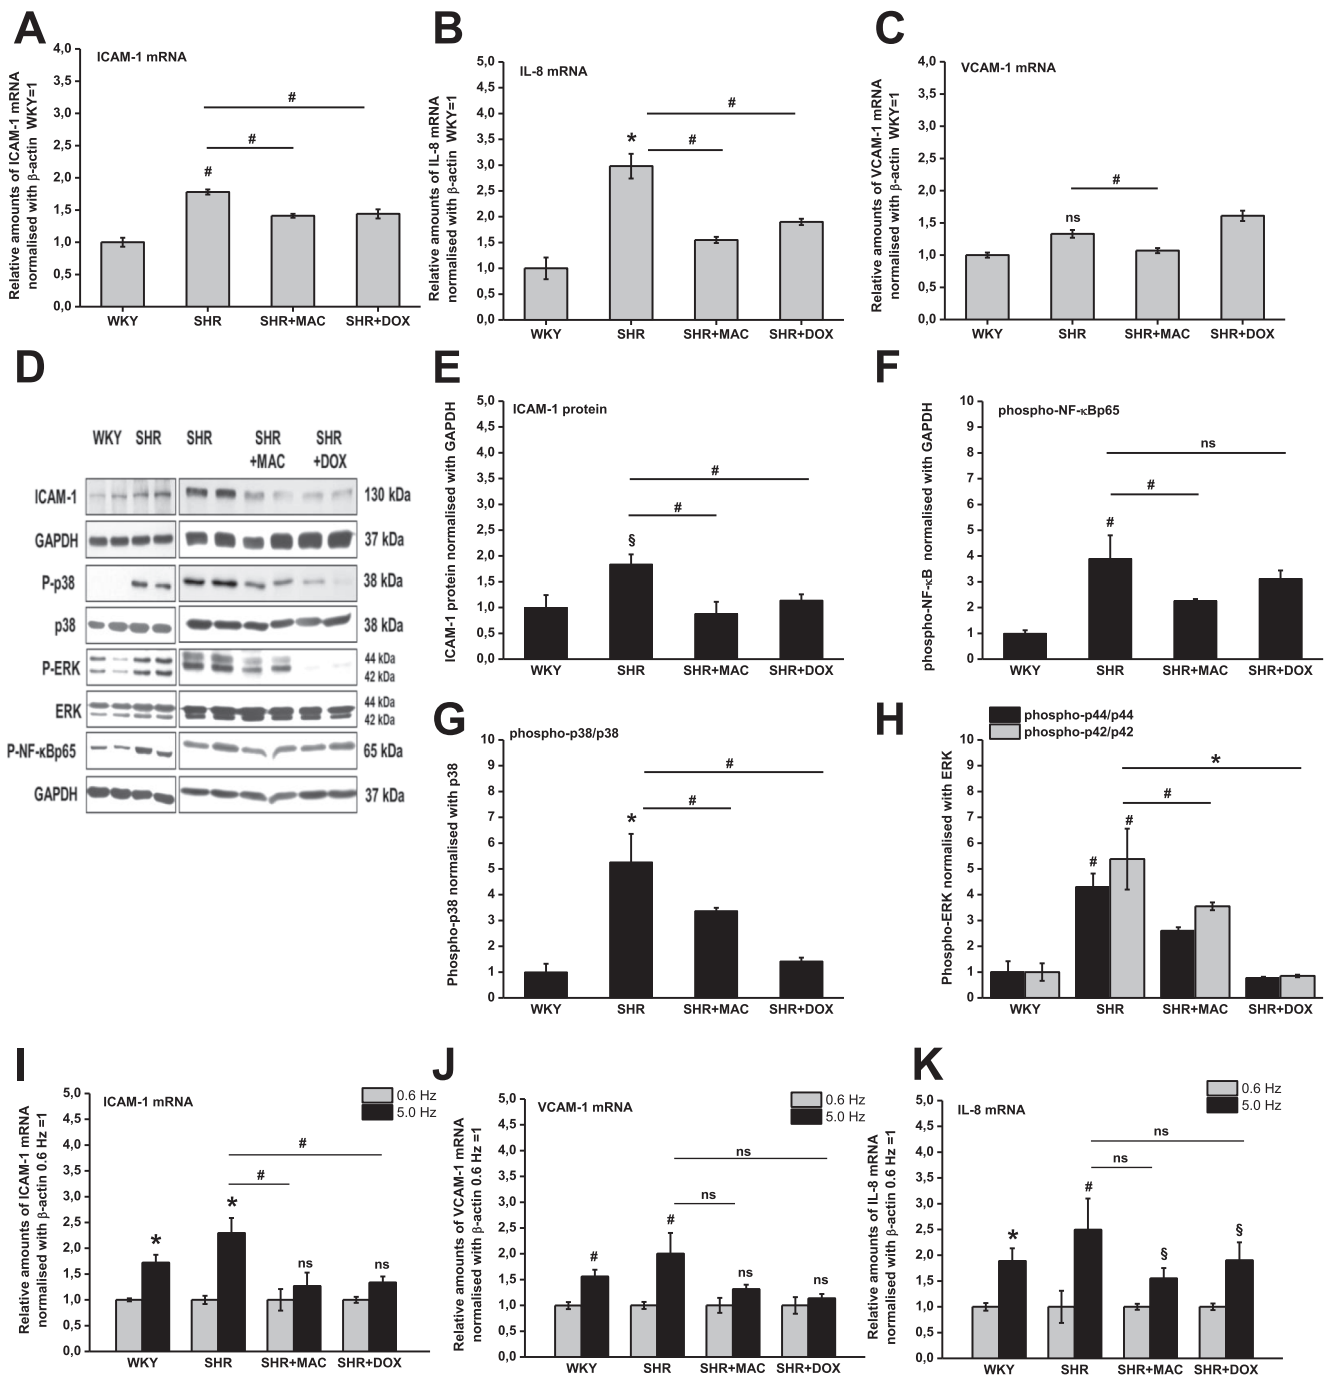 A
ICAM-1 mRNA
Relative amounts of ICAM-1 mRNA
normalised with β-actin WKY=1
4,0
3,5
3,0
2,5
2,0
1,5
1,0
0,5
0,0
#
#
#
WKY SHR SHR+MAC SHR+DOX
B
IL-8 mRNA
Relative amounts of IL-8 mRNA
normalised with β-actin WKY=1
5,0
4,5
4,0
3,5
3,0
2,5
2,0
1,5
1,0
0,5
0,0
#
*
#
WKY SHR SHR+MAC SHR+DOX
C
VCAM-1 mRNA
Relative amounts of VCAM-1 mRNA
normalised with β-actin WKY=1
4,0
3,5
3,0
2,5
2,0
1,5
1,0
0,5
0,0
#
ns
WKY SHR SHR+MAC SHR+DOX
D
WKY SHR SHR SHR SHR
+MAC +DOX
ICAM-1 130 kDa
GAPDH 37 kDa
P-p38 38 kDa
p38 38 kDa
P-ERK 44 kDa
42 kDa
ERK 44 kDa
42 kDa
P-NF-κBp65 65 kDa
GAPDH 37 kDa
E
ICAM-1 protein
ICAM-1 protein normalised with GAPDH
5,0
4,5
4,0
3,5
3,0
2,5
2,0
1,5
1,0
0,5
0,0
#
#
§
WKY SHR SHR+MAC SHR+DOX
F
phospho-NF-κBp65
phospho-NF-κB normalised with GAPDH
10
9
8
7
6
5
4
3
2
1
0
ns
#
#
WKY SHR SHR+MAC SHR+DOX
G
phospho-p38/p38
Phospho-p38 normalised with p38
10
9
8
7
6
5
4
3
2
1
0
#
#
*
WKY SHR SHR+MAC SHR+DOX
H
phospho-p44/p44
phospho-p42/p42
Phospho-ERK normalised with ERK
10
9
8
7
6
5
4
3
2
1
0
*
#
#
#
WKY SHR SHR+MAC SHR+DOX
I
ICAM-1 mRNA
0.6 Hz
5.0 Hz
Relative amounts of ICAM-1 mRNA
normalised with β-actin 0.6 Hz =1
5,0
4,5
4,0
3,5
3,0
2,5
2,0
1,5
1,0
0,5
0,0
#
#
*
*
ns
ns
WKY SHR SHR+MAC SHR+DOX
J
VCAM-1 mRNA
0.6 Hz
5.0 Hz
Relative amounts of VCAM-1 mRNA
normalised with β-actin 0.6 Hz =1
5,0
4,5
4,0
3,5
3,0
2,5
2,0
1,5
1,0
0,5
0,0
ns
ns
#
#
ns
ns
WKY SHR SHR+MAC SHR+DOX
K
IL-8 mRNA
0.6 Hz
5.0 Hz
Relative amounts of IL-8 mRNA
normalised with β-actin 0.6 Hz =1
5,0
4,5
4,0
3,5
3,0
2,5
2,0
1,5
1,0
0,5
0,0
ns
ns
*
#
§
§
WKY SHR SHR+MAC SHR+DOX